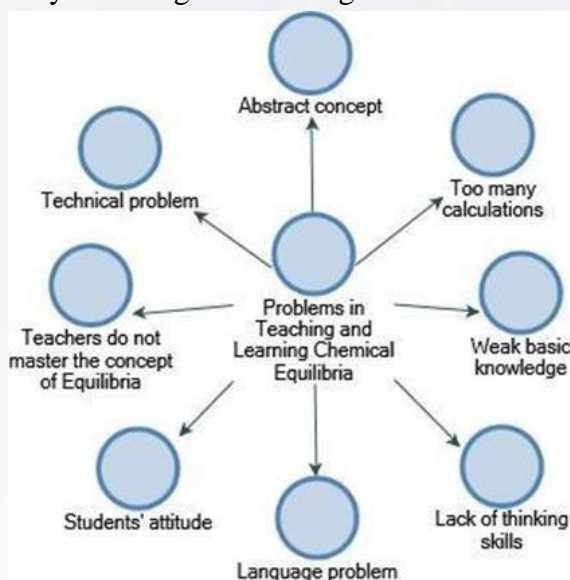 Abstract concept
Technical problem
Too many
calculations
Problems in
Teaching and
Learning Chemical
Equilibria
Teachers do not
master the concept
of Equilibria
Weak basic
knowledge
Students' attitude
Lack of thinking
skills
Language problem